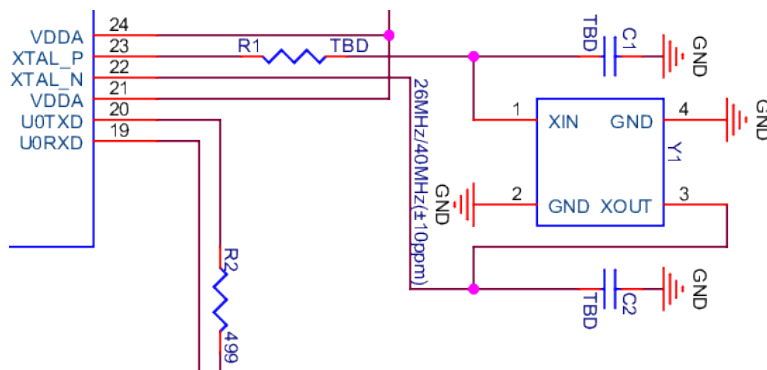 24
VDDA
23
XTAL_P
22
XTAL_N
21
VDDA
20
U0TXD
19
U0RXD
R1
TBD
TBD
C1
GND
26MHz/40MHz(±10ppm)
1
XIN
GND
4
GND
Y1
GND
2
GND
XOUT
3
R2
499
TBD
C2
GND